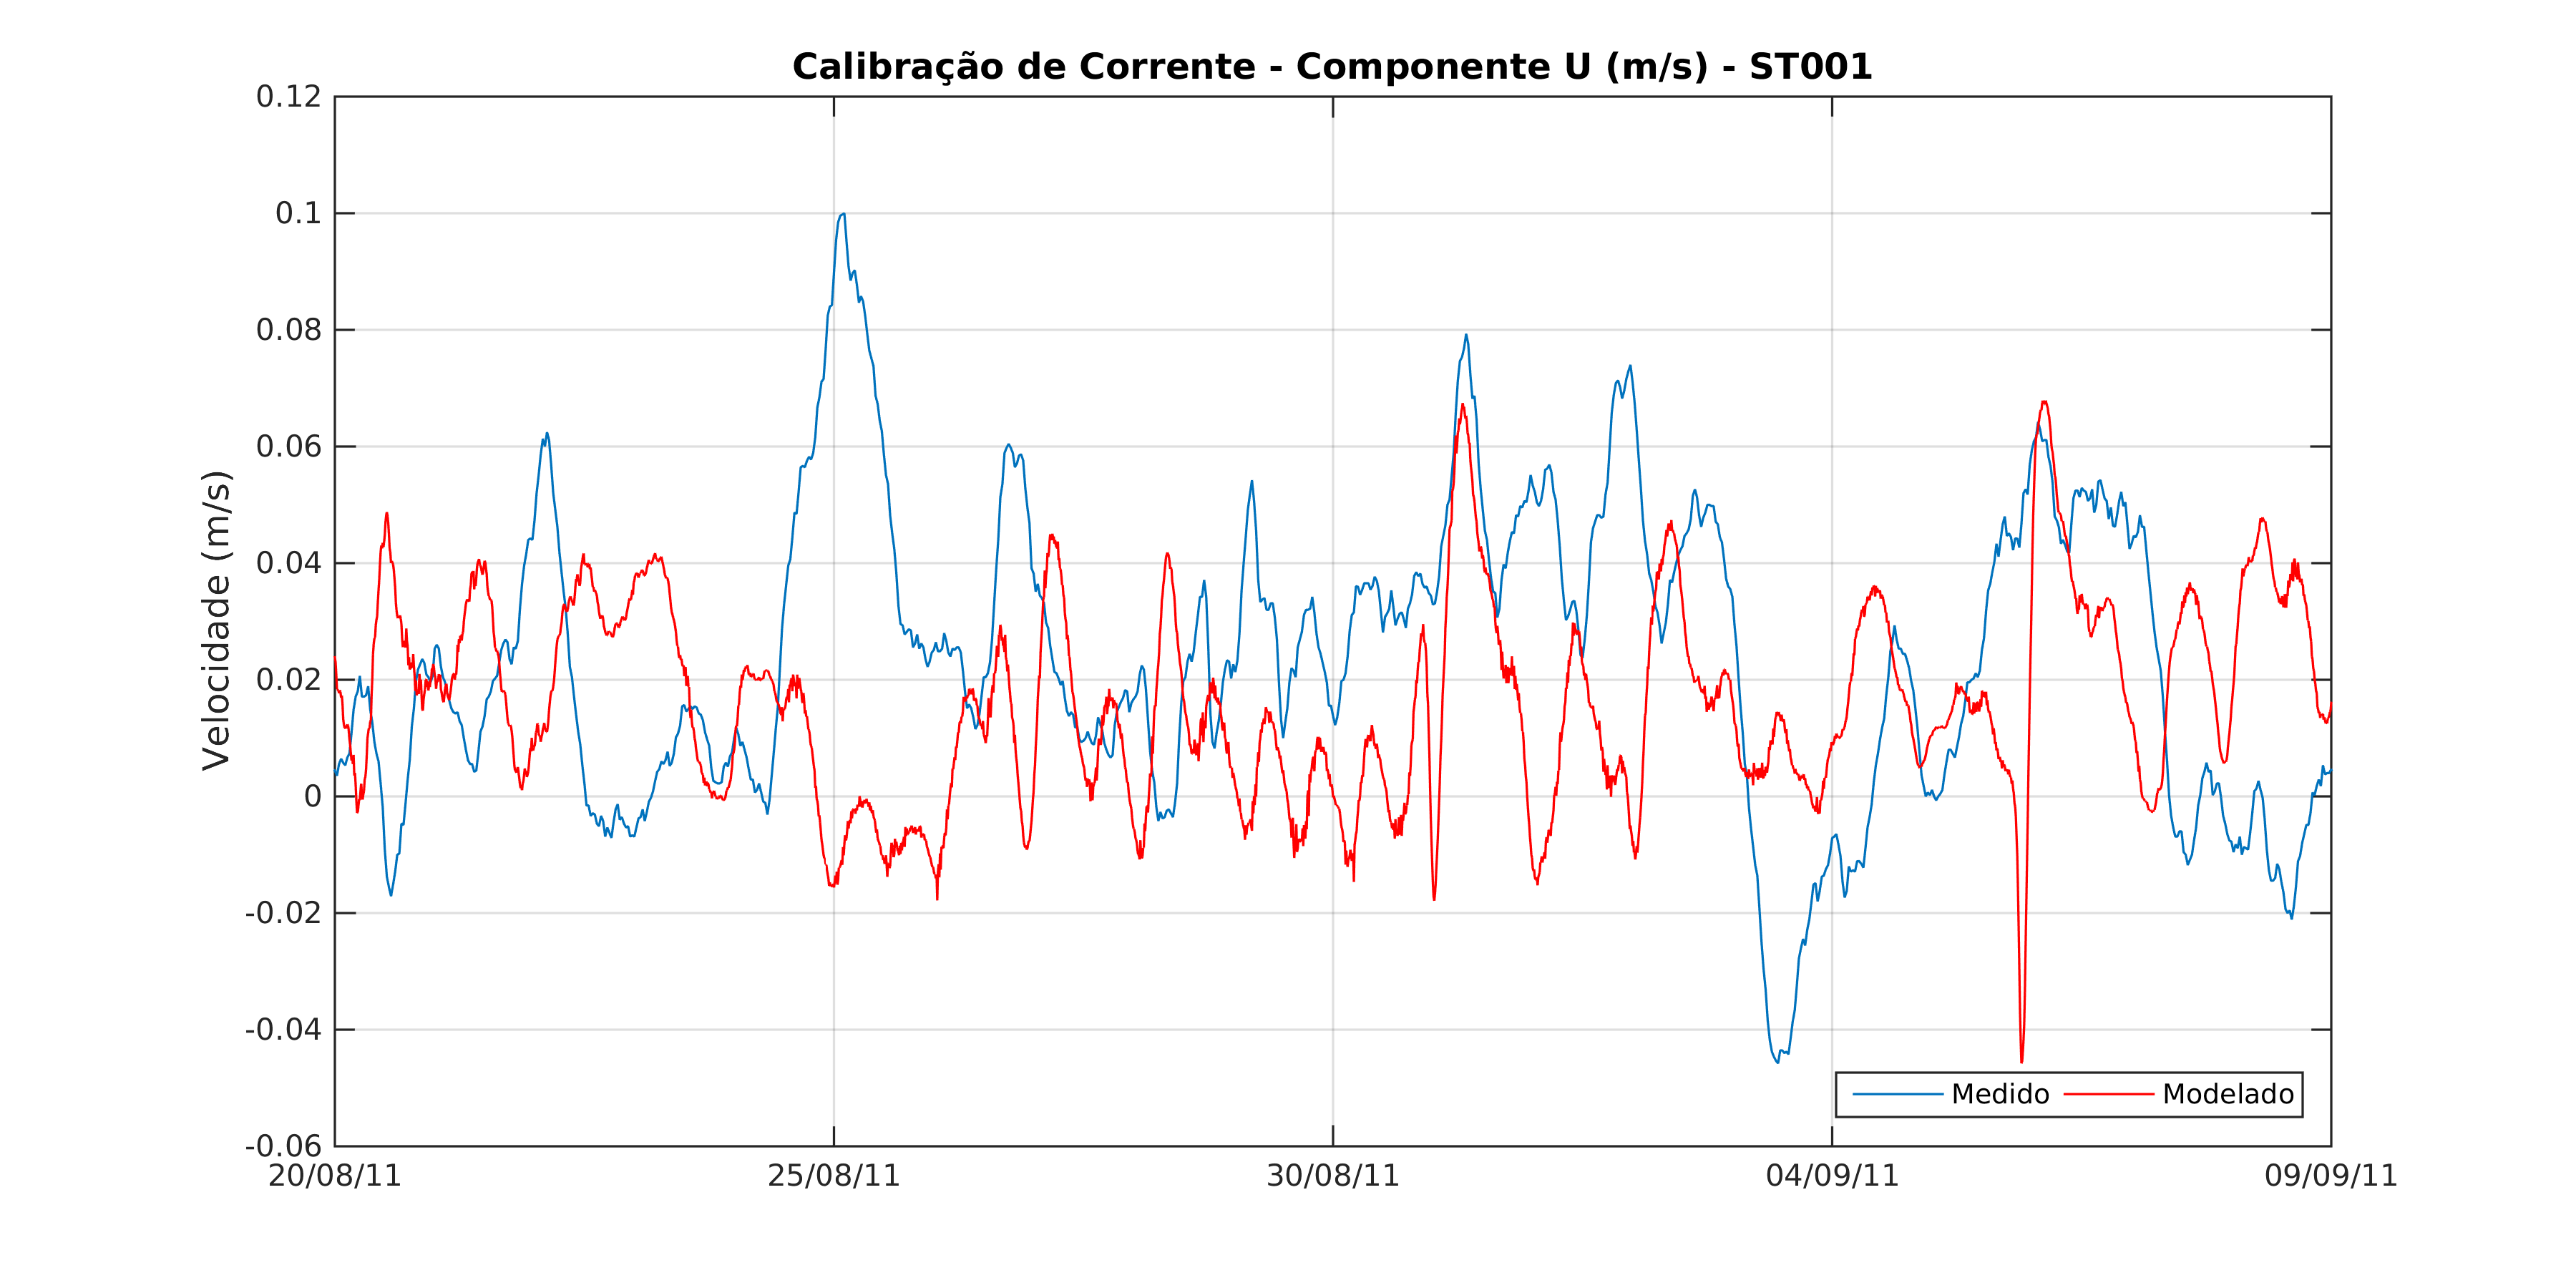 Calibração de Corrente - Componente U (m/s) - ST001
Velocidade (m/s)
0.12
0.1
0.08
0.06
0.04
0.02
0
-0.02
-0.04
-0.06
20/08/11 25/08/11 30/08/11 04/09/11 09/09/11
Medido Modelado